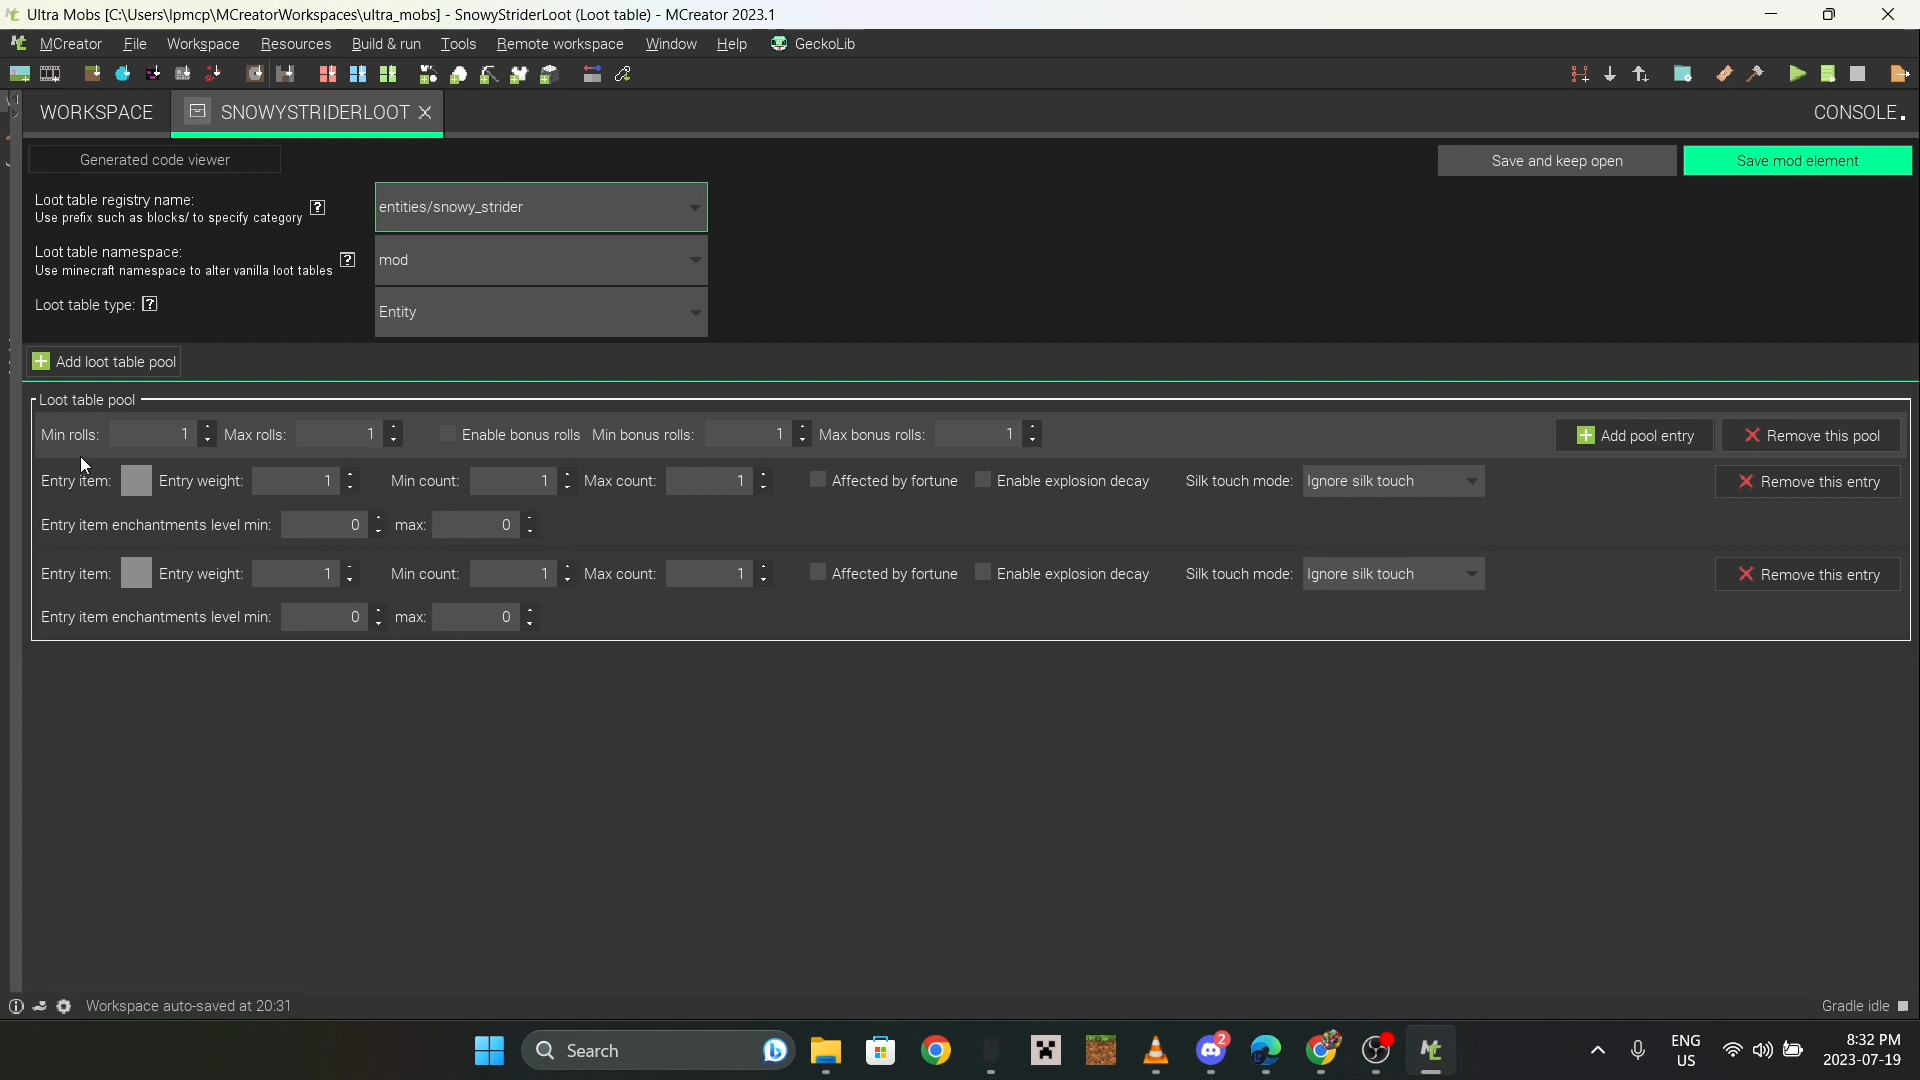 Ultra Mobs [C:\Users\lpmcp\MCreatorWorkspaces\ultra_mobs] - SnowyStriderLoot (Loot table) - MCreator 2023.1
MCreator File Workspace Resources Build & run Tools Remote workspace Window Help GeckoLib
WORKSPACE SNOWYSTRIDERLOOT CONSOLE
Generated code viewer Save and keep open Save mod element
Loot table registry name:
Use prefix such as blocks/ to specify category
entities/snowy_strider
Loot table namespace:
Use minecraft namespace to alter vanilla loot tables
mod
Loot table type: Entity
Add loot table pool
Loot table pool
Min rolls: 1 Max rolls: 1 Enable bonus rolls Min bonus rolls: 1 Max bonus rolls: 1 Add pool entry Remove this pool
Entry item: Entry weight: 1 Min count: 1 Max count: 1 Affected by fortune Enable explosion decay Silk touch mode: Ignore silk touch Remove this entry
Entry item enchantments level min: 0 max: 0
Entry item: Entry weight: 1 Min count: 1 Max count: 1 Affected by fortune Enable explosion decay Silk touch mode: Ignore silk touch Remove this entry
Entry item enchantments level min: 0 max: 0
Workspace auto-saved at 20:31 Gradle idle
Search 2 ENG 8:32 PM
US 2023-07-19